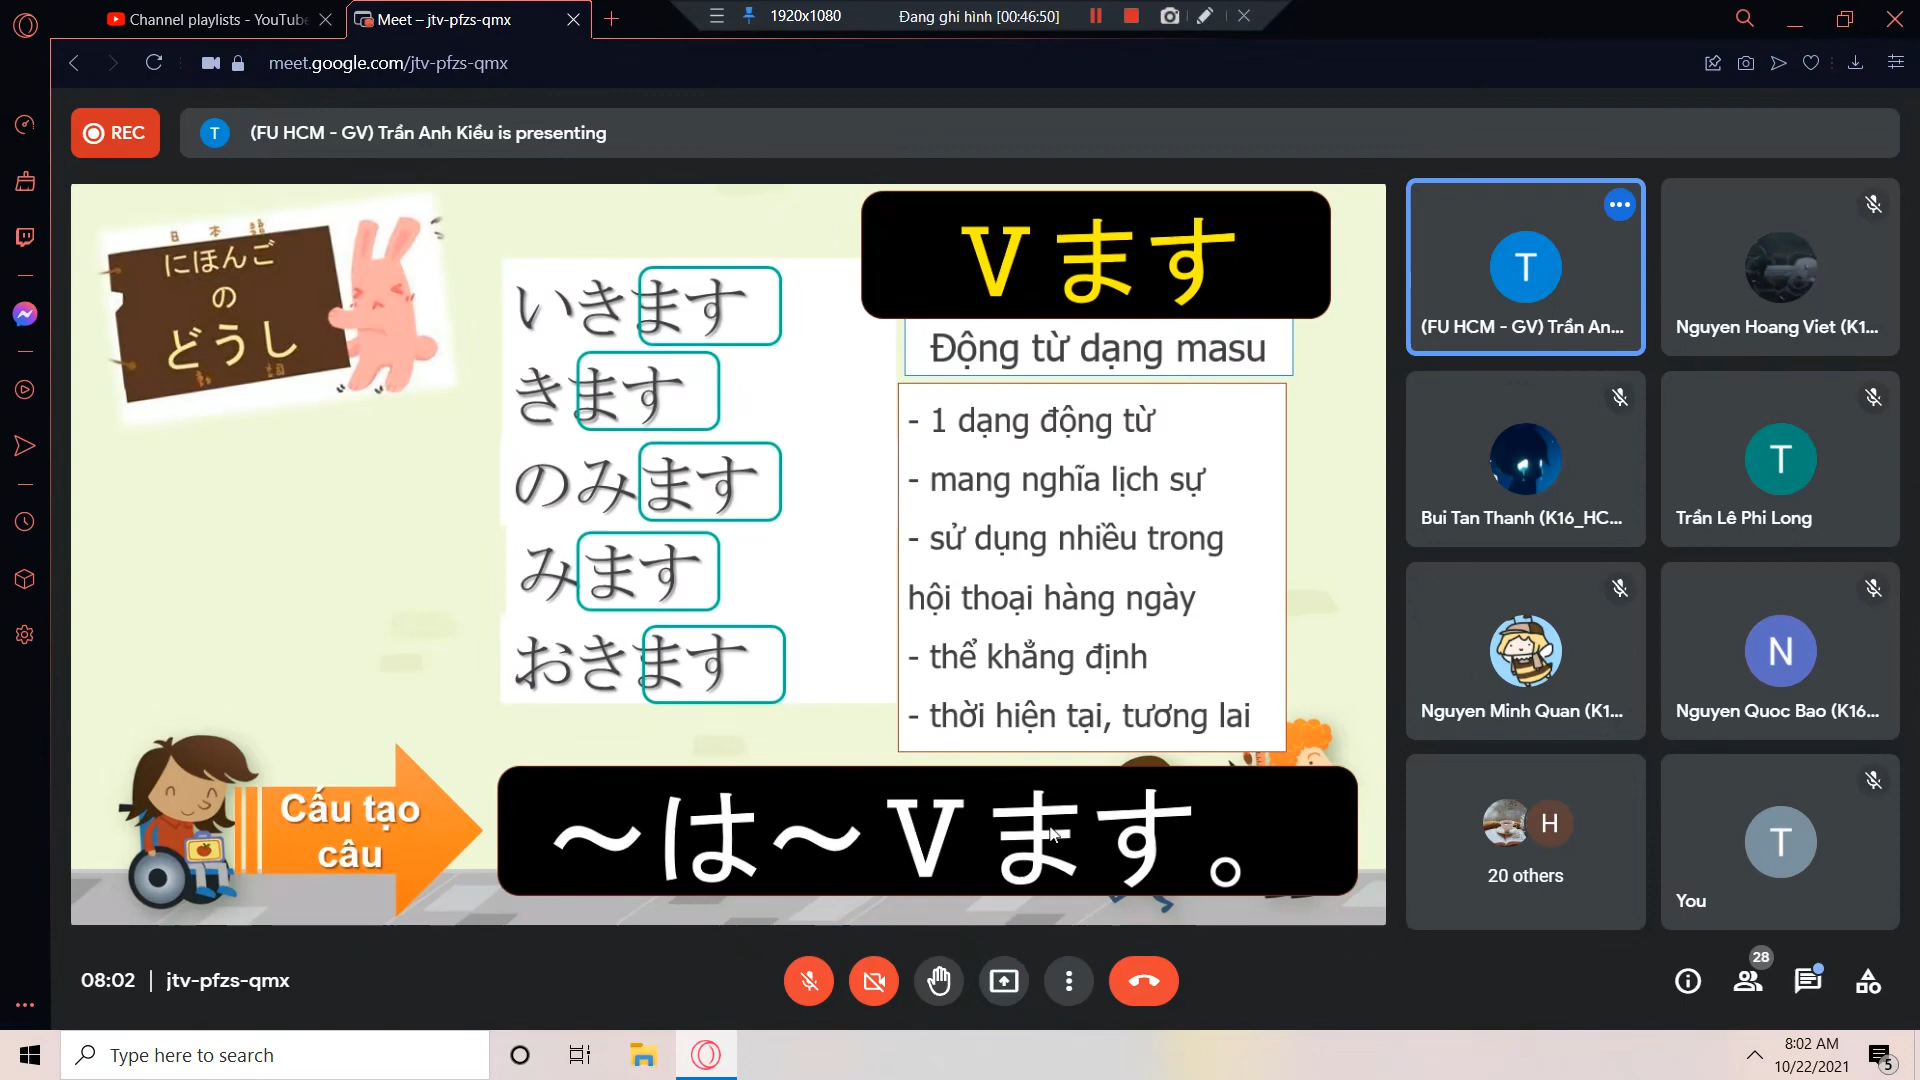 Channel playlists - YouTube
Meet – jtv-pfzs-qmx
1920x1080
Đang ghi hình [00:46:50]
meet.google.com/jtv-pfzs-qmx
REC
T
(FU HCM - GV) Trần Anh Kiều is presenting
日本語
にほんご
の
どうし
いきます
きます
のみます
みます
おきます
V ます
Động từ dạng masu
- 1 dạng động từ
- mang nghĩa lịch sự
- sử dụng nhiều trong
hội thoại hàng ngày
- thể khẳng định
- thời hiện tại, tương lai
Cấu tạo
câu
～は～ V ます。
T
(FU HCM - GV) Trần An...
Nguyen Hoang Viet (K1...
Bui Tan Thanh (K16_HC...
T
Trần Lê Phi Long
Nguyen Minh Quan (K1...
N
Nguyen Quoc Bao (K16...
H
20 others
T
You
08:02 | jtv-pfzs-qmx
28
Type here to search
8:02 AM
10/22/2021
5